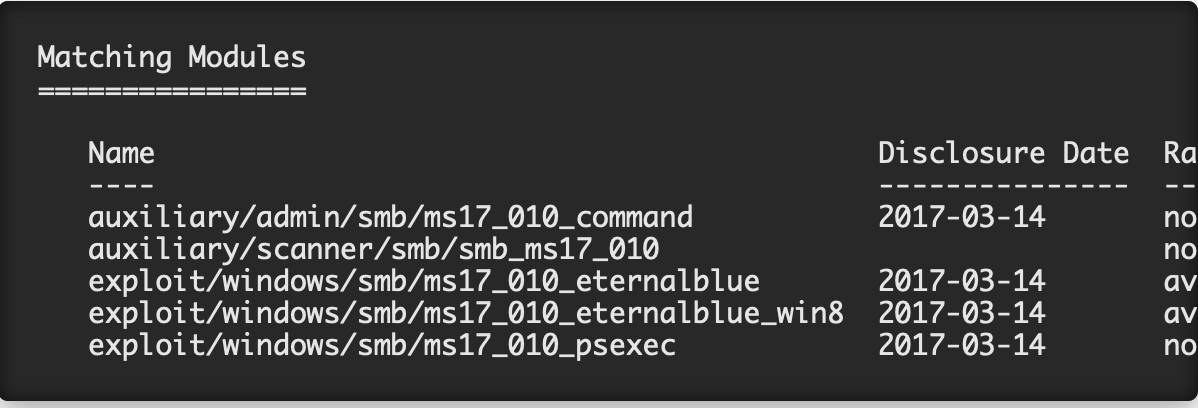 Matching Modules
================
Name Disclosure Date Ra
---- --------------- --
auxiliary/admin/smb/ms17_010_command 2017-03-14 no
auxiliary/scanner/smb/smb_ms17_010 no
exploit/windows/smb/ms17_010_eternalblue 2017-03-14 av
exploit/windows/smb/ms17_010_eternalblue_win8 2017-03-14 av
exploit/windows/smb/ms17_010_psexec 2017-03-14 no